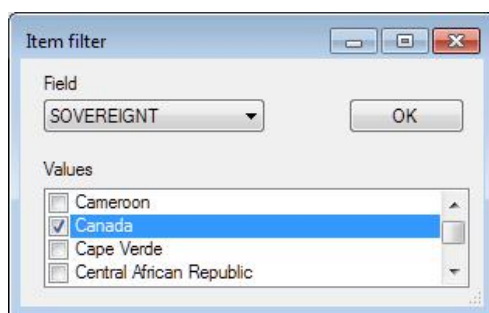 Item filter
Field
SOVEREIGNT
OK
Values
Cameroon
Canada
Cape Verde
Central African Republic